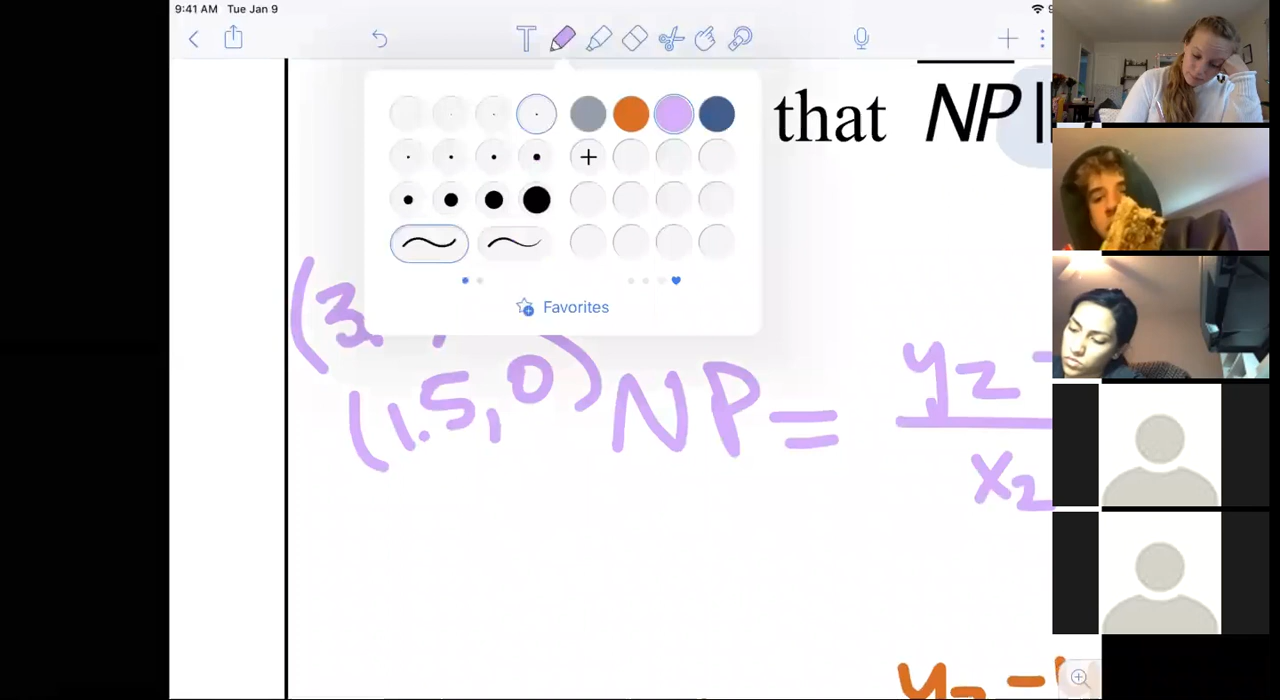 9:41 AM Tue Jan 9
T
that NP ||
Favorites
(3.
(1.5, 0) NP = y2 -
x2
y2 -